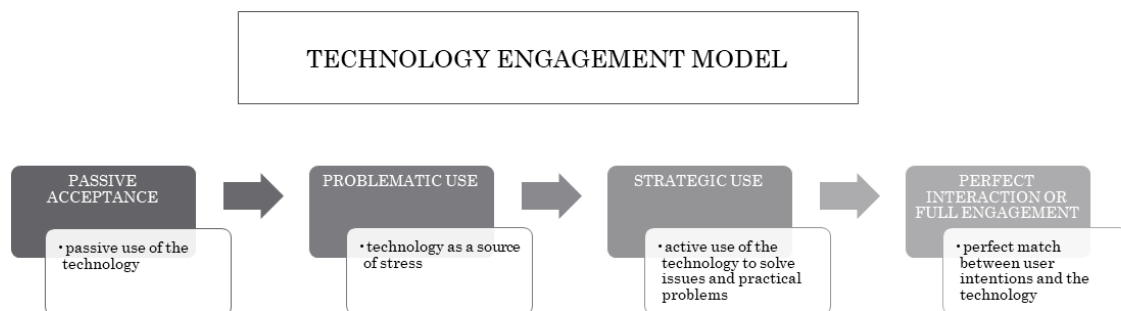 TECHNOLOGY ENGAGEMENT MODEL
PASSIVE
ACCEPTANCE
• passive use of the
technology
PROBLEMATIC USE
• technology as a source
of stress
STRATEGIC USE
• active use of the
technology to solve
issues and practical
problems
PERFECT
INTERACTION OR
FULL ENGAGEMENT
• perfect match
between user
intentions and the
technology